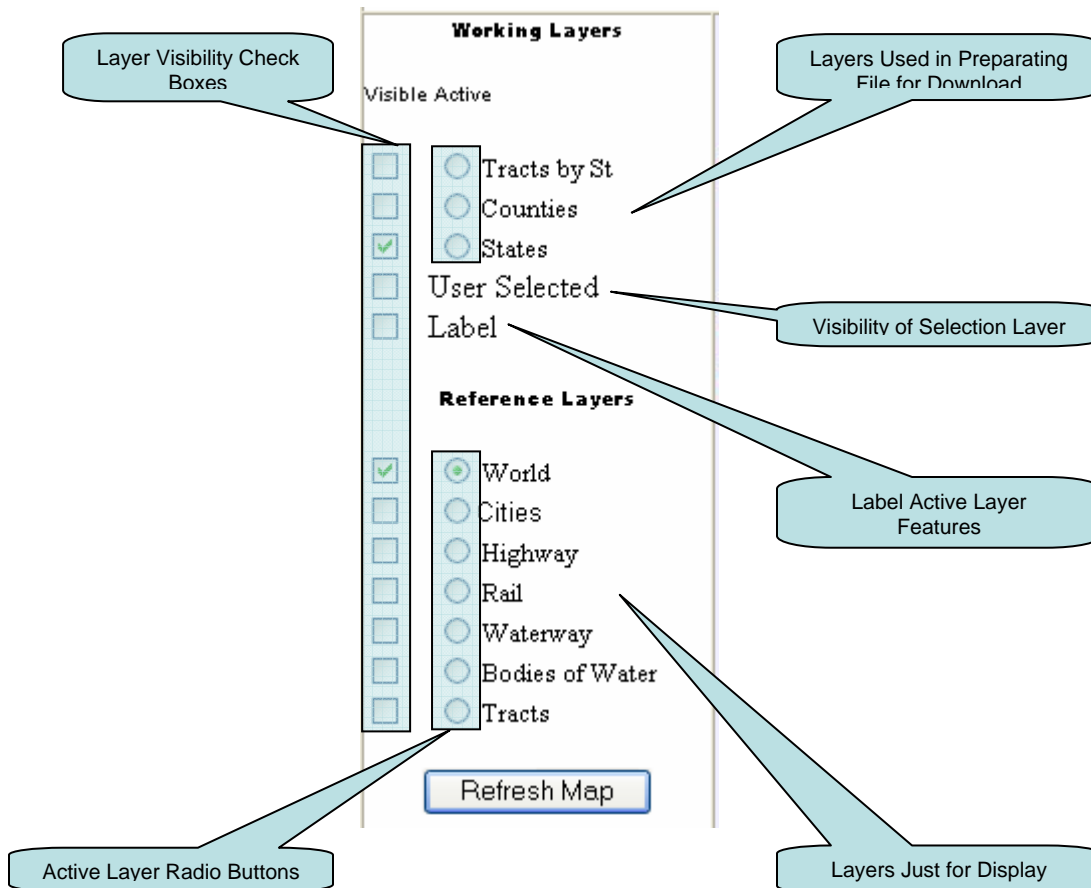 Working Layers
Layer Visibility Check
Boxes
Layers Used in Preparating
File for Download
Visible Active
Tracts by St
Counties
States
User Selected
Label
Visibility of Selection Layer
Reference Layers
World
Cities
Highway
Rail
Waterway
Bodies of Water
Tracts
Label Active Layer
Features
Refresh Map
Active Layer Radio Buttons
Layers Just for Display